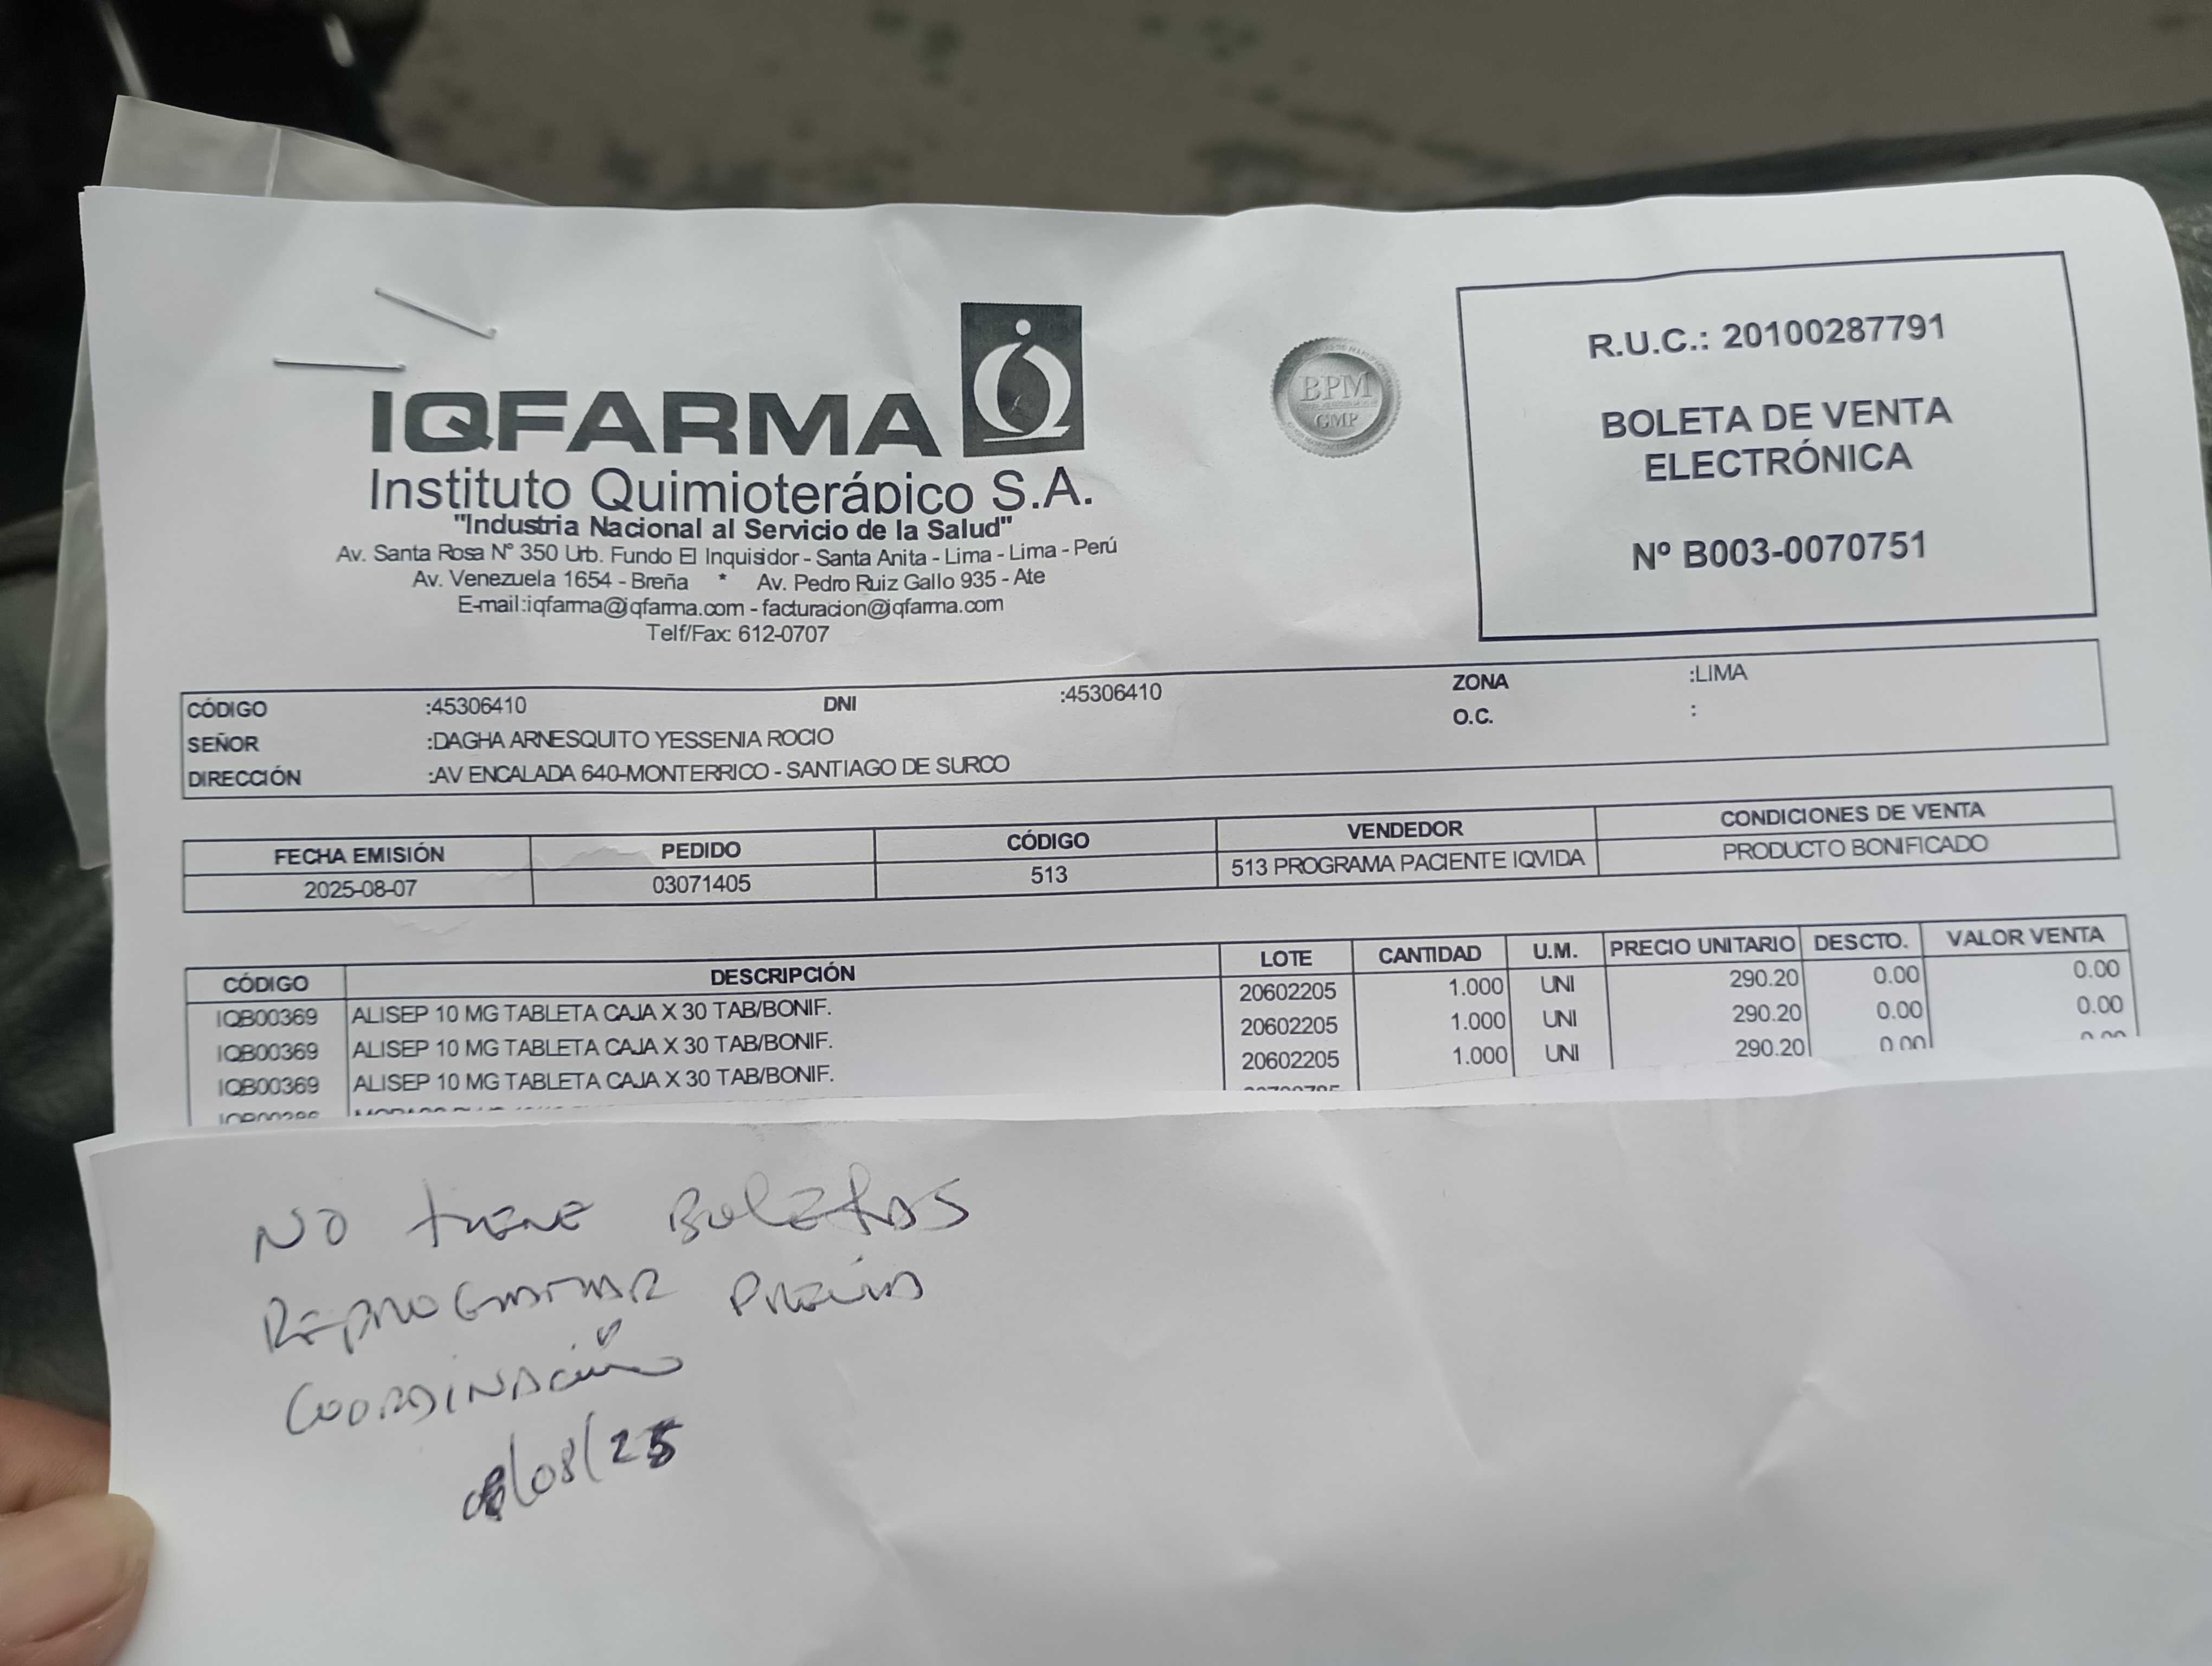 IQFARMA
Instituto Quimioterápico S.A.
"Industria Nacional al Servicio de la Salud"
Av. Santa Rosa N° 350 Urb. Fundo El Inquisidor - Santa Anita - Lima - Lima - Perú
Av. Venezuela 1654 - Breña * Av. Pedro Ruiz Gallo 935 - Ate
E-mail:iqfarma@iqfarma.com - facturacion@iqfarma.com
Telf/Fax: 612-0707
BPM
GMP
R.U.C.: 20100287791
BOLETA DE VENTA
ELECTRÓNICA
Nº B003-0070751
CÓDIGO :45306410 DNI :45306410 ZONA :LIMA
SEÑOR :DAGHA ARNESQUITO YESSENIA ROCIO O.C. :
DIRECCIÓN :AV ENCALADA 640-MONTERRICO - SANTIAGO DE SURCO
FECHA EMISIÓN PEDIDO CÓDIGO VENDEDOR CONDICIONES DE VENTA
2025-08-07 03071405 513 513 PROGRAMA PACIENTE IQVIDA PRODUCTO BONIFICADO
CÓDIGO DESCRIPCIÓN LOTE CANTIDAD U.M. PRECIO UNITARIO DESCTO. VALOR VENTA
IQB00369 ALISEP 10 MG TABLETA CAJA X 30 TAB/BONIF. 20602205 1.000 UNI 290.20 0.00 0.00
IQB00369 ALISEP 10 MG TABLETA CAJA X 30 TAB/BONIF. 20602205 1.000 UNI 290.20 0.00 0.00
IQB00369 ALISEP 10 MG TABLETA CAJA X 30 TAB/BONIF. 20602205 1.000 UNI 290.20 0.00 0.00
NO tiene Boletas
REPROGRAMAR PREVIA
COORDINACIÓN
/08/25